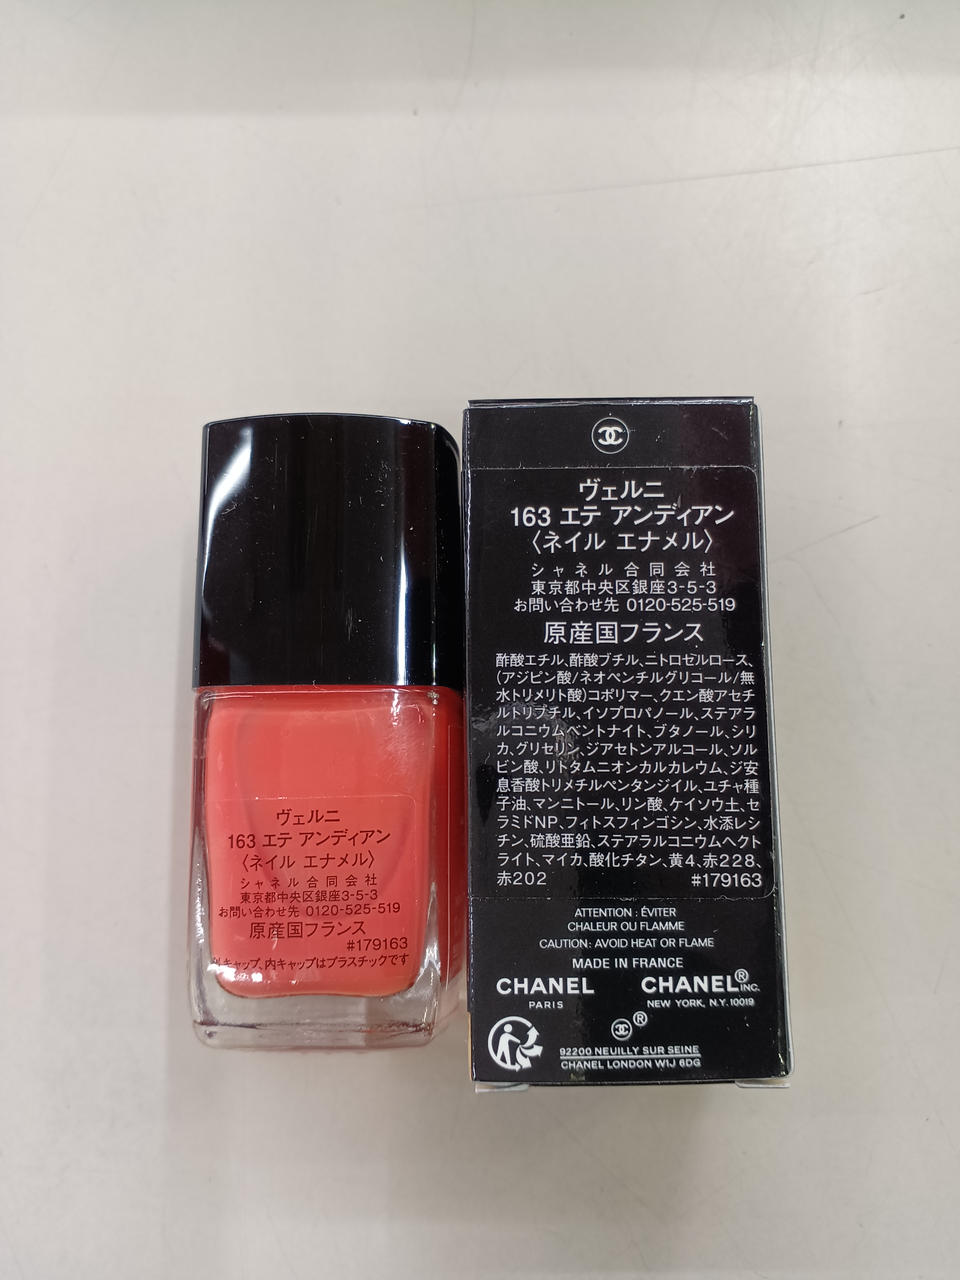 ヴェルニ
163 エテ アンディアン
〈ネイル エナメル〉
シャネル合同会社
東京都中央区銀座3-5-3
お問い合わせ先 0120-525-519
原産国フランス
#179163
キャップ、内キャップはプラスチックです
ヴェルニ
163 エテ アンディアン
〈ネイル エナメル〉
シャネル合同会社
東京都中央区銀座3-5-3
お問い合わせ先 0120-525-519
原産国フランス
酢酸エチル、酢酸ブチル、ニトロセルロース、
(アジピン酸/ネオペンチルグリコール/無
水トリメリト酸)コポリマー、クエン酸アセチ
ルトリブチル、イソプロパノール、ステアラ
ルコニウムベントナイト、ブタノール、シリ
カ、グリセリン、ジアセトンアルコール、ソル
ビン酸、リトタムニオンカルカレウム、ジ安
息香酸トリメチルペンタンジイル、ユチャ種
子油、マンニトール、リン酸、ケイソウ土、セ
ラミドNP、フィトスフィンゴシン、水添レシ
チン、硫酸亜鉛、ステアラルコニウムヘクト
ライト、マイカ、酸化チタン、黄4、赤228、
赤202 #179163
ATTENTION : ÉVITER
CHALEUR OU FLAMME
CAUTION: AVOID HEAT OR FLAME
MADE IN FRANCE
CHANEL CHANEL® INC.
PARIS NEW YORK, N.Y. 10019
®
92200 NEUILLY SUR SEINE
CHANEL LONDON W1J 6DG